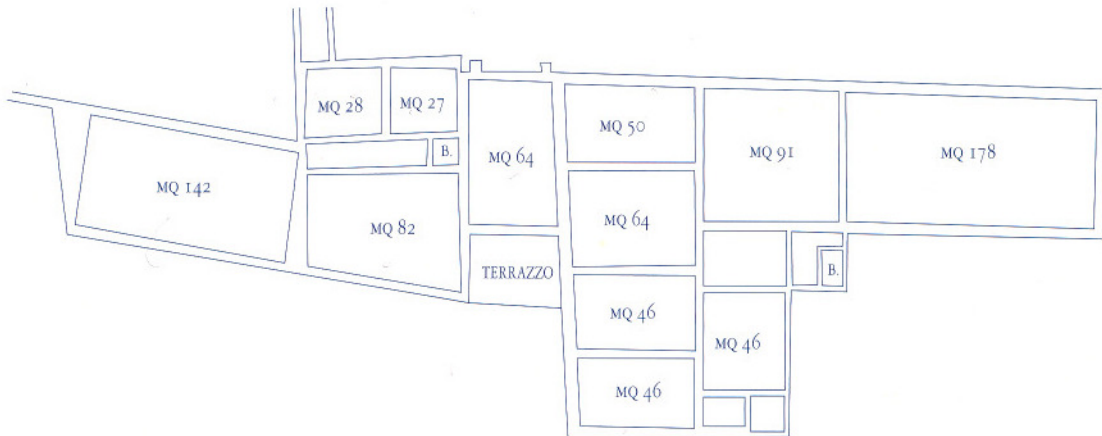 MQ 28
MQ 27
MQ 50
MQ 91
MQ 178
MQ 64
B.
MQ 142
MQ 64
MQ 82
TERRAZZO
B.
MQ 46
MQ 46
MQ 46